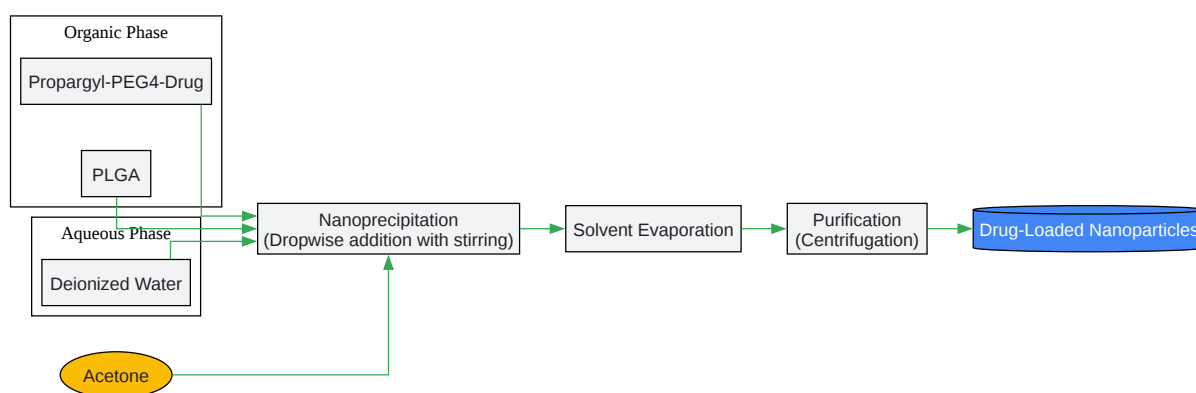 Organic Phase
Propargyl-PEG4-Drug
PLGA
Aqueous Phase
Deionized Water
Acetone
Nanoprecipitation
(Dropwise addition with stirring)
Solvent Evaporation
Purification
(Centrifugation)
Drug-Loaded Nanoparticles